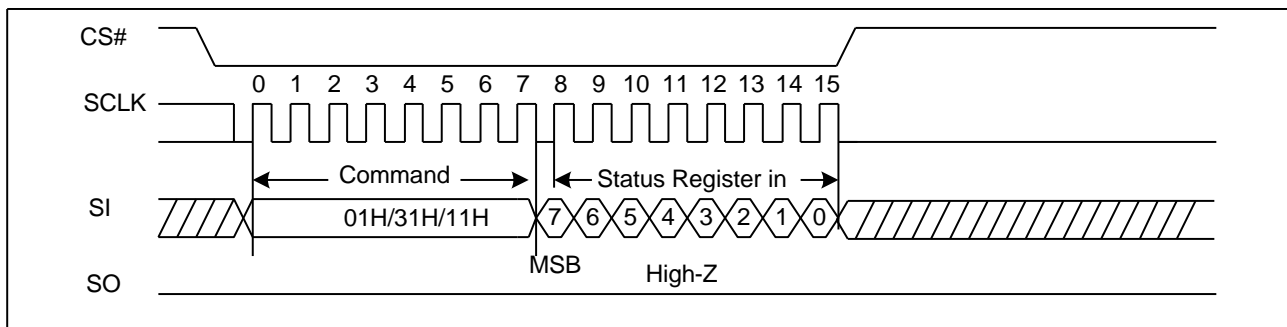 CS#
0 1 2 3 4 5 6 7 8 9 10 11 12 13 14 15
SCLK
Command Status Register in
SI 01H/31H/11H 7 6 5 4 3 2 1 0
MSB High-Z
SO